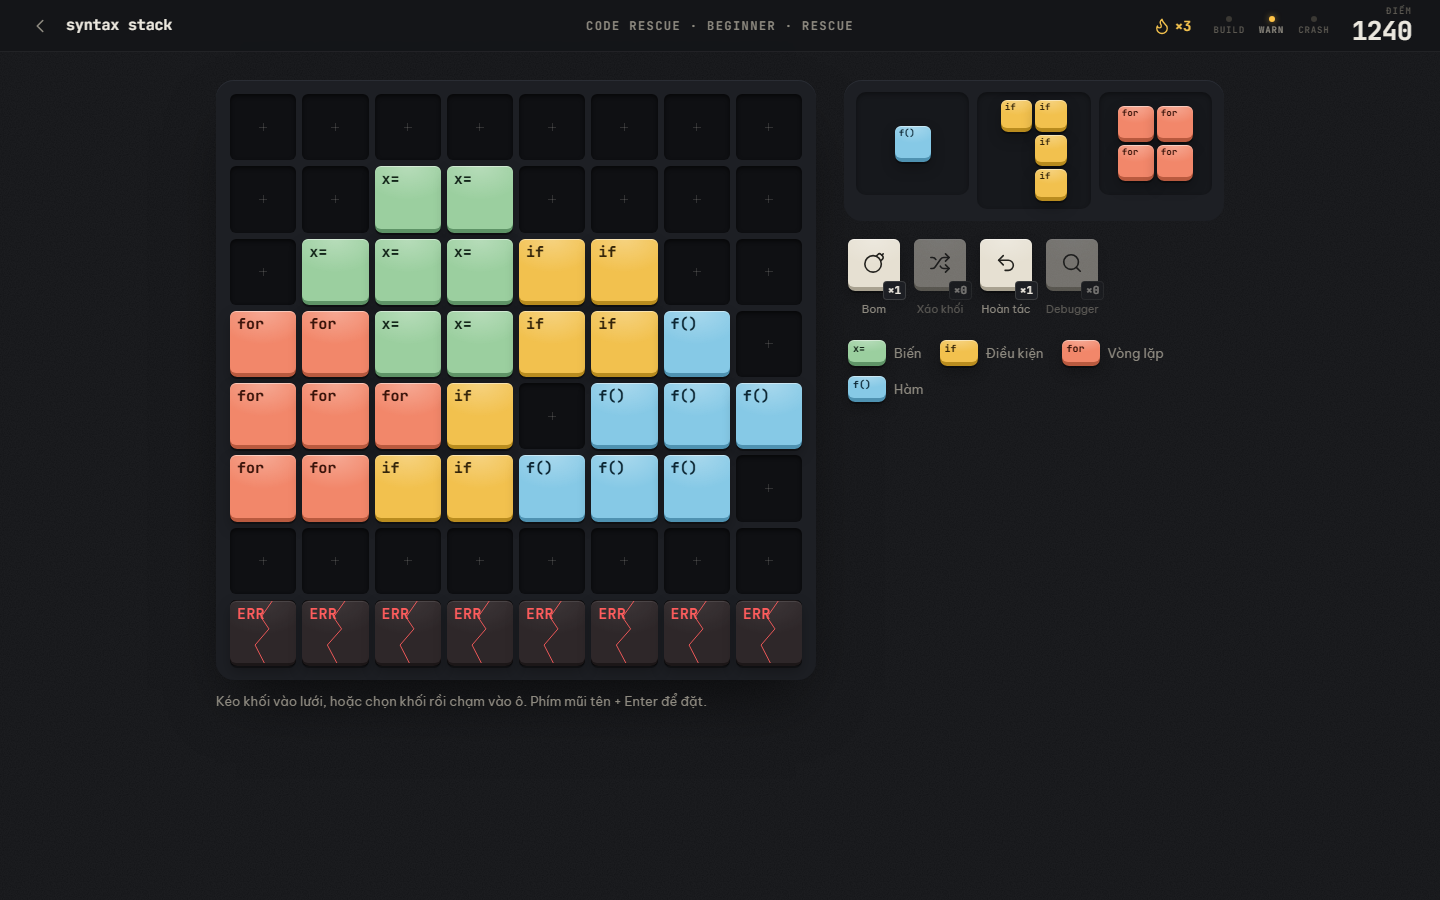 syntax stack
CODE RESCUE · BEGINNER · RESCUE
×3
BUILD WARN CRASH
ĐIỂM
1240
x= x=
x= x= x= if if
for for x= x= if if f()
for for for if f() f() f()
for for if if f() f() f()
ERR ERR ERR ERR ERR ERR ERR ERR
Kéo khối vào lưới, hoặc chọn khối rồi chạm vào ô. Phím mũi tên + Enter để đặt.
f()
if if
if
if
for for
for for
×1 ×0 ×1 ×0
Bom Xáo khối Hoàn tác Debugger
x= Biến if Điều kiện for Vòng lặp
f() Hàm